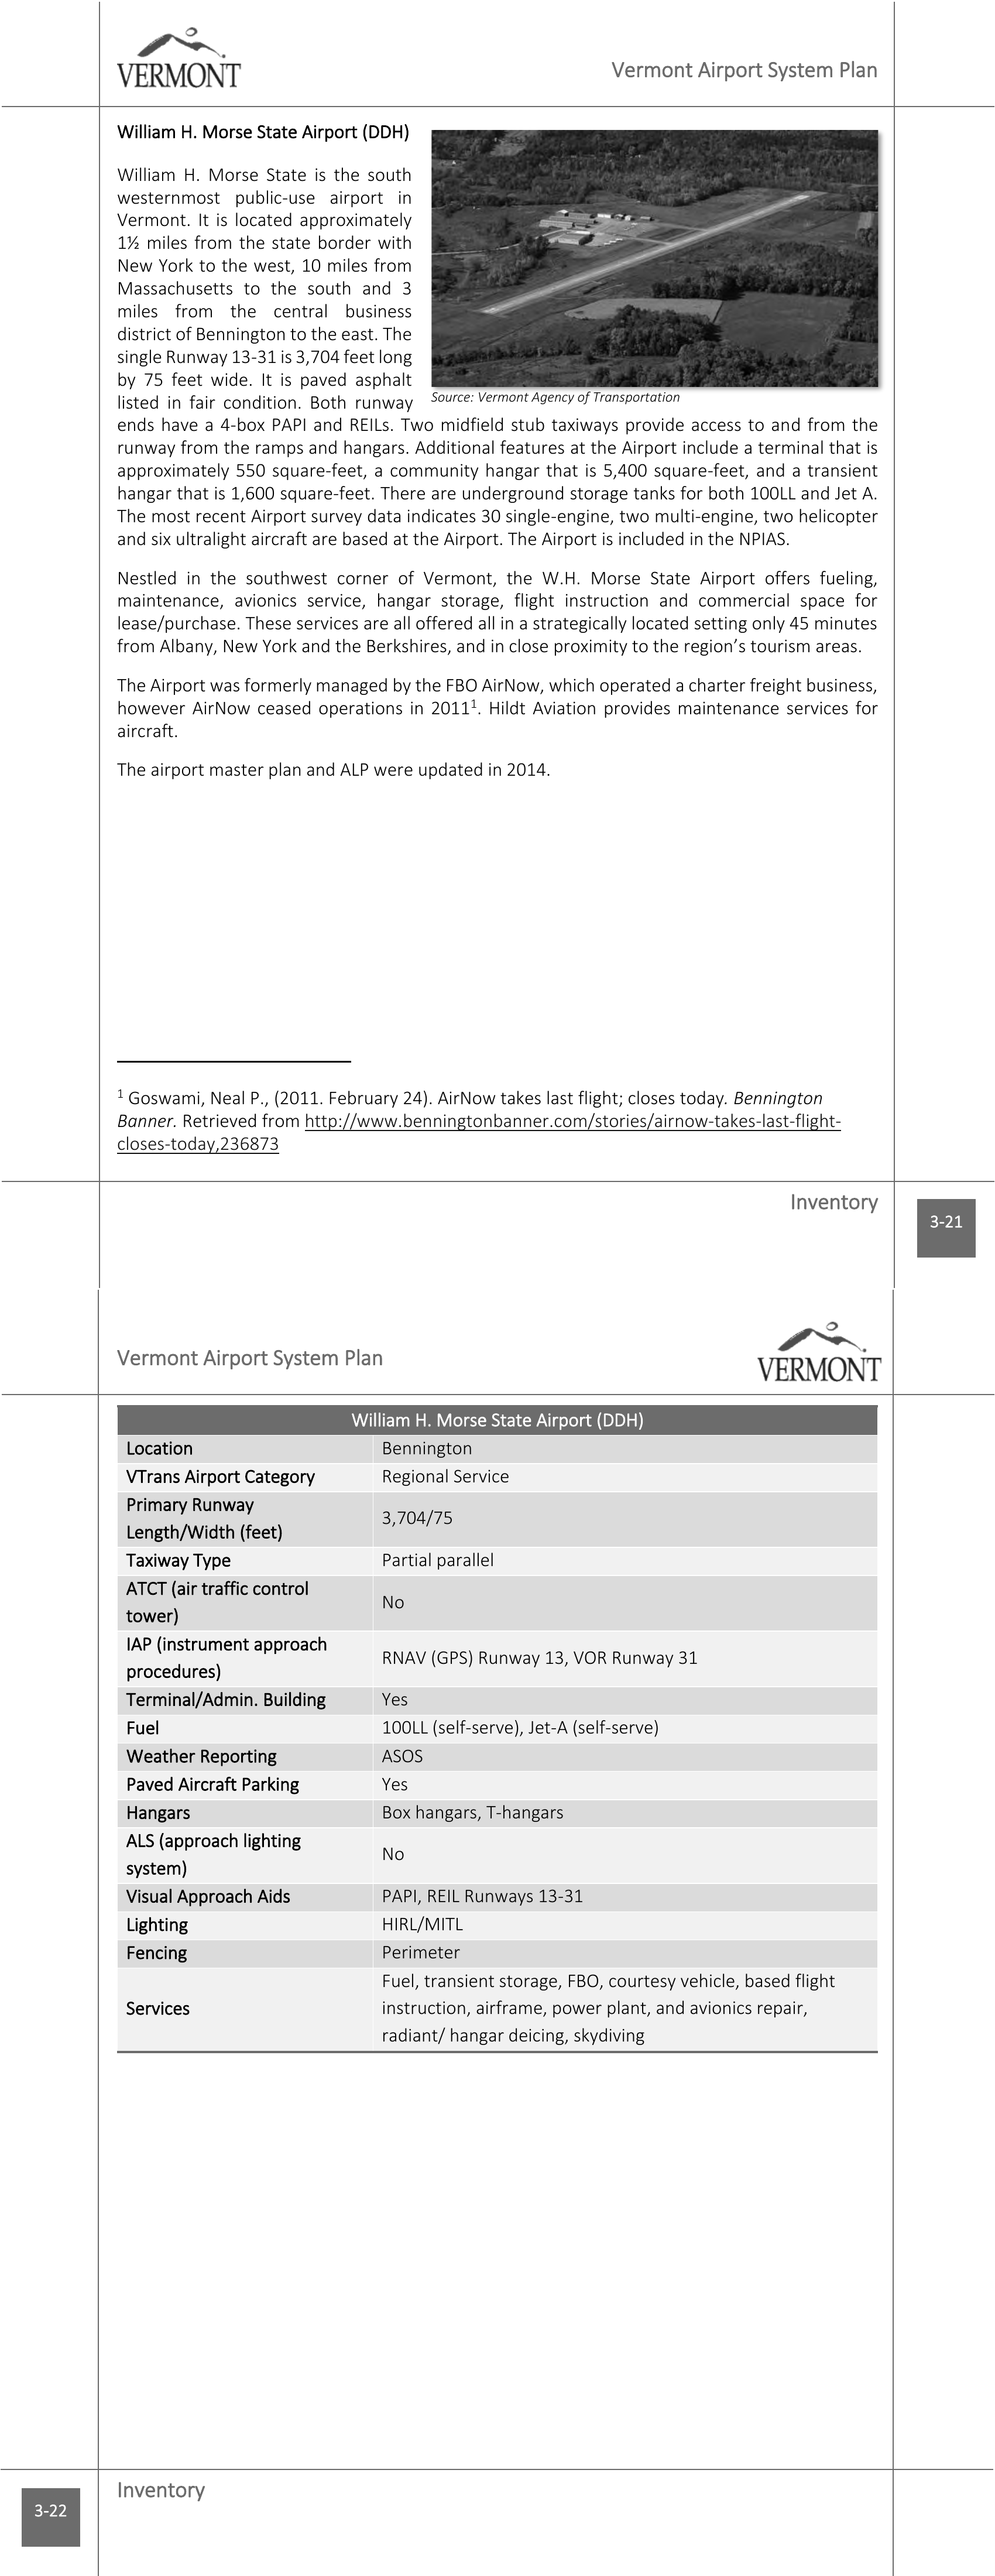 VERMONT
Vermont Airport System Plan
William H. Morse State Airport (DDH)
William H. Morse State is the south
westernmost public-use airport in
Vermont. It is located approximately
1½ miles from the state border with
New York to the west, 10 miles from
Massachusetts to the south and 3
miles from the central business
district of Bennington to the east. The
single Runway 13-31 is 3,704 feet long
by 75 feet wide. It is paved asphalt
listed in fair condition. Both runway
Source: Vermont Agency of Transportation
ends have a 4-box PAPI and REILs. Two midfield stub taxiways provide access to and from the
runway from the ramps and hangars. Additional features at the Airport include a terminal that is
approximately 550 square-feet, a community hangar that is 5,400 square-feet, and a transient
hangar that is 1,600 square-feet. There are underground storage tanks for both 100LL and Jet A.
The most recent Airport survey data indicates 30 single-engine, two multi-engine, two helicopter
and six ultralight aircraft are based at the Airport. The Airport is included in the NPIAS.
Nestled in the southwest corner of Vermont, the W.H. Morse State Airport offers fueling,
maintenance, avionics service, hangar storage, flight instruction and commercial space for
lease/purchase. These services are all offered all in a strategically located setting only 45 minutes
from Albany, New York and the Berkshires, and in close proximity to the region’s tourism areas.
The Airport was formerly managed by the FBO AirNow, which operated a charter freight business,
however AirNow ceased operations in 2011¹. Hildt Aviation provides maintenance services for
aircraft.
The airport master plan and ALP were updated in 2014.
¹ Goswami, Neal P., (2011. February 24). AirNow takes last flight; closes today. Bennington
Banner. Retrieved from http://www.benningtonbanner.com/stories/airnow-takes-last-flight-
closes-today,236873
Inventory
3-21
Vermont Airport System Plan
VERMONT
William H. Morse State Airport (DDH)
Location Bennington
VTrans Airport Category Regional Service
Primary Runway
Length/Width (feet) 3,704/75
Taxiway Type Partial parallel
ATCT (air traffic control
tower) No
IAP (instrument approach
procedures) RNAV (GPS) Runway 13, VOR Runway 31
Terminal/Admin. Building Yes
Fuel 100LL (self-serve), Jet-A (self-serve)
Weather Reporting ASOS
Paved Aircraft Parking Yes
Hangars Box hangars, T-hangars
ALS (approach lighting
system) No
Visual Approach Aids PAPI, REIL Runways 13-31
Lighting HIRL/MITL
Fencing Perimeter
Services Fuel, transient storage, FBO, courtesy vehicle, based flight
instruction, airframe, power plant, and avionics repair,
radiant/ hangar deicing, skydiving
Inventory
3-22